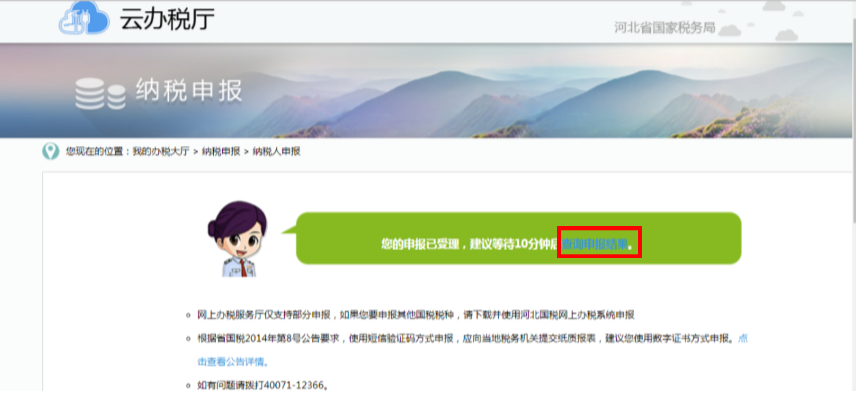 云办税厅
河北省国家税务局
纳税申报
您现在的位置：我的办税大厅 > 纳税申报 > 纳税人申报
您的申报已受理，建议等待10分钟后查询申报结果。
网上办税服务厅仅支持部分申报，如果您要申报其他国税税种，请下载并使用河北国税网上办税系统申报
根据省国税2014年第8号公告要求，使用短信验证码方式申报，应向当地税务机关提交纸质报表，建议您使用数字证书方式申报。点
击查看公告详情。
如有问题请拨打40071-12366。